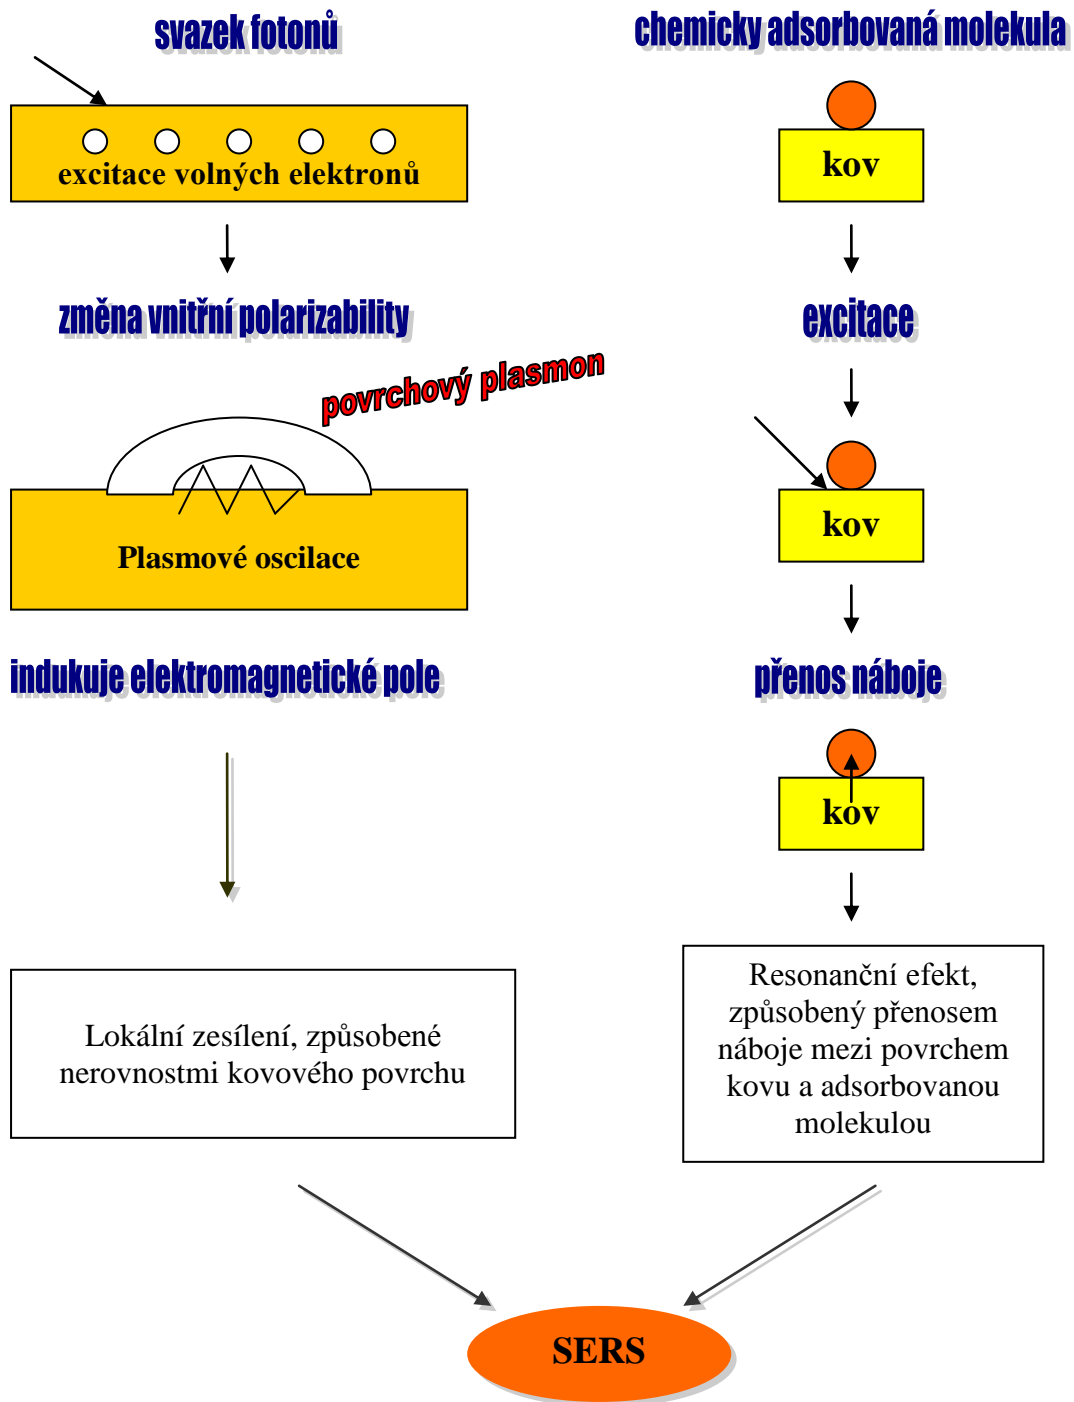 svazek fotonů
excitace volných elektronů
změna vnitřní polarizability
povrchový plasmon
Plasmové oscilace
indukuje elektromagnetické pole
Lokální zesílení, způsobené
nerovnostmi kovového povrchu
chemicky adsorbovaná molekula
kov
excitace
kov
přenos náboje
kov
Resonanční efekt,
způsobený přenosem
náboje mezi povrchem
kovu a adsorbovanou
molekulou
SERS